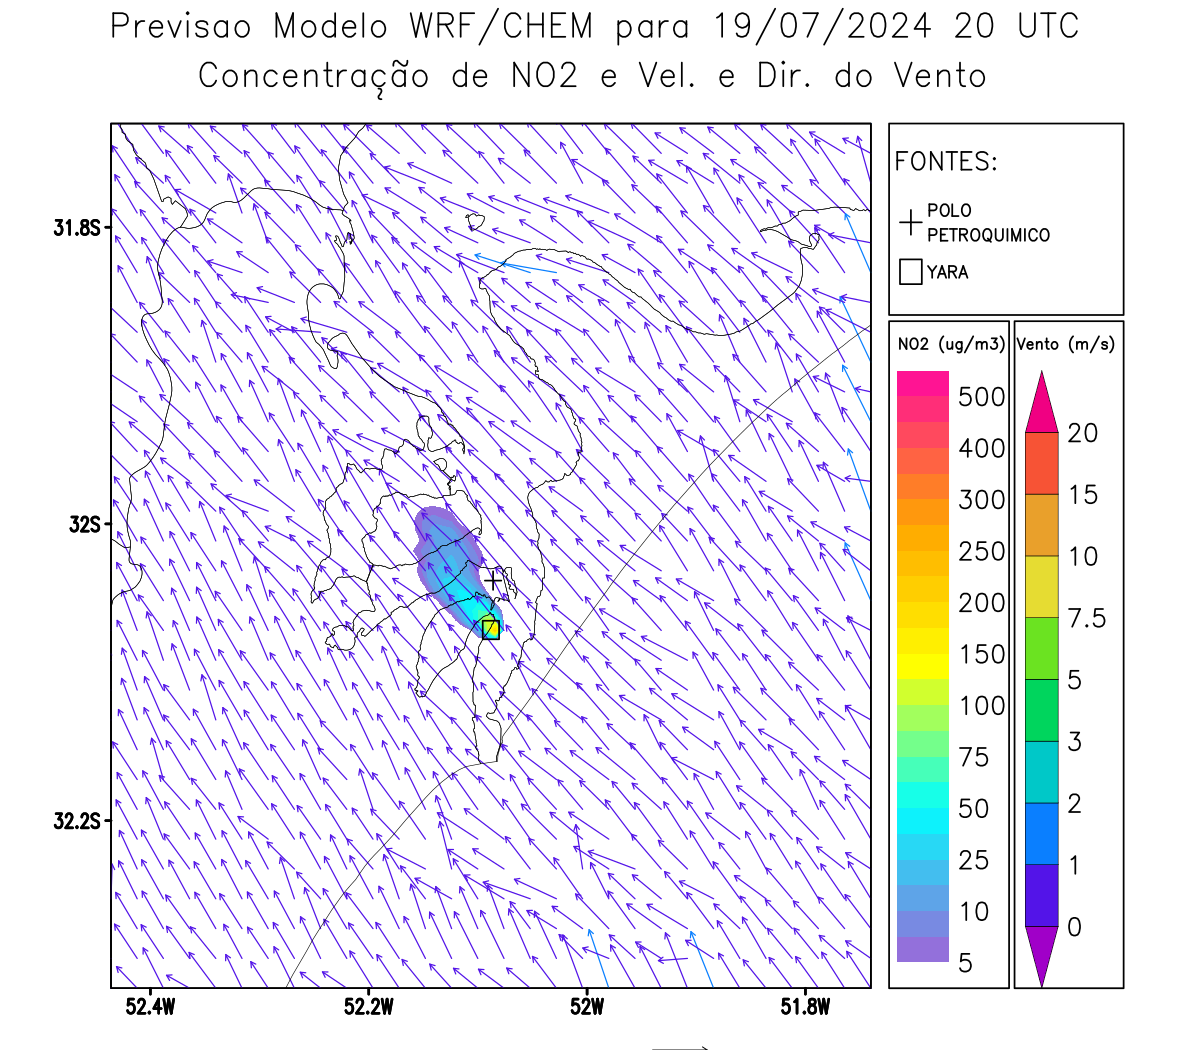 Previsao Modelo WRF/CHEM para 19/07/2024 20 UTC
Concentração de NO2 e Vel. e Dir. do Vento
FONTES:
POLO
PETROQUIMICO
YARA
NO2 (ug/m3)
500
400
300
250
200
150
100
75
50
25
10
5
Vento (m/s)
20
15
10
7.5
5
3
2
1
0
31.8S
32S
32.2S
52.4W
52.2W
52W
51.8W